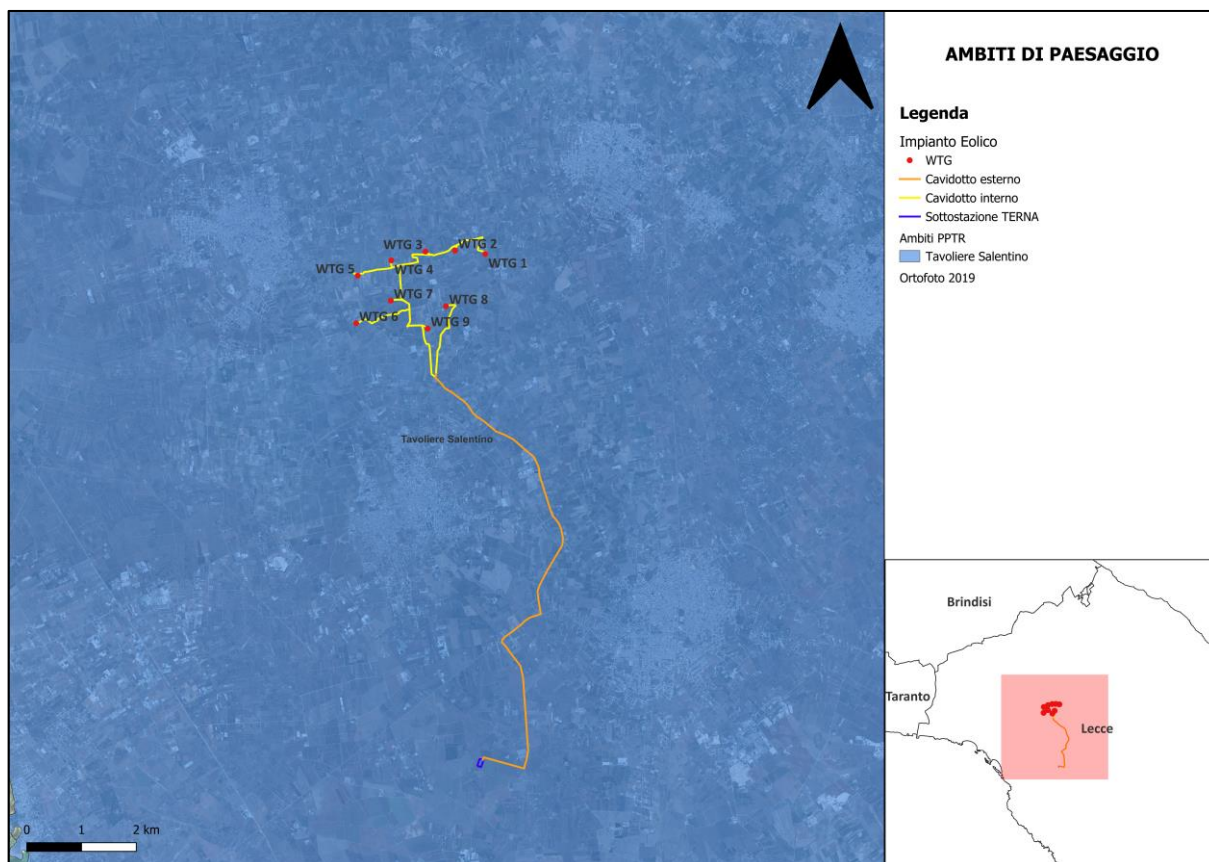 AMBITI DI PAESAGGIO
Legenda
Impianto Eolico
WTG
Cavidotto esterno
Cavidotto interno
Sottostazione TERNA
Ambiti PPTR
Tavoliere Salentino
Ortofoto 2019
WTG 3
WTG 2
WTG 1
WTG 5
WTG 4
WTG 7
WTG 8
WTG 6
WTG 9
Tavoliere Salentino
0 1 2 km
Brindisi
Taranto
Lecce